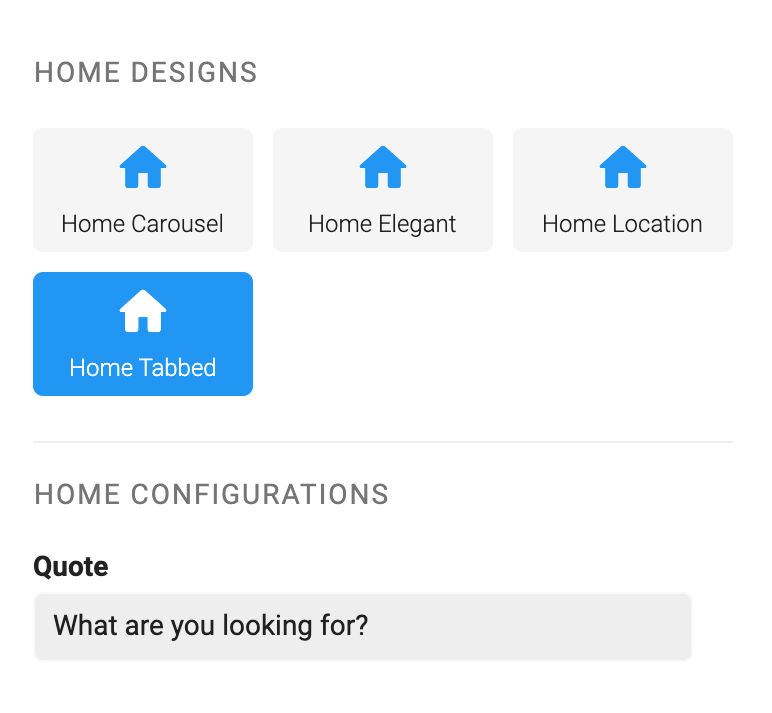 HOME DESIGNS
Home Carousel
Home Elegant
Home Location
Home Tabbed
HOME CONFIGURATIONS
Quote
What are you looking for?